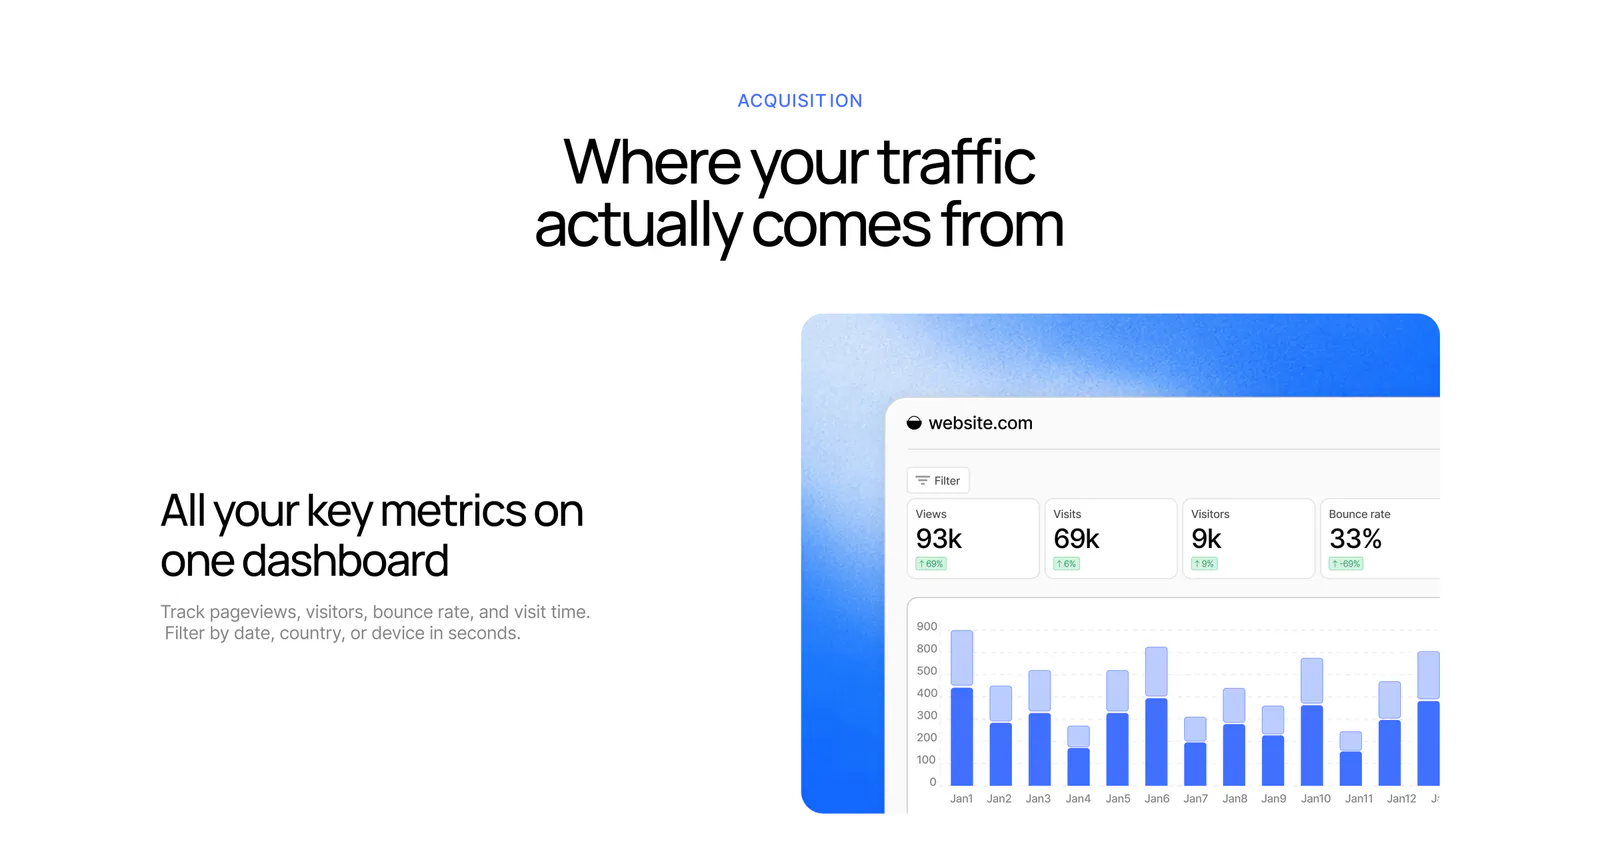 ACQUISITION
Where your traffic
actually comes from
All your key metrics on
one dashboard
Track pageviews, visitors, bounce rate, and visit time.
Filter by date, country, or device in seconds.
website.com
Filter
Views
93k
↑ 69%
Visits
69k
↑ 6%
Visitors
9k
↑ 9%
Bounce rate
33%
↑ -69%
900
800
500
400
300
200
100
0
Jan1 Jan2 Jan3 Jan4 Jan5 Jan6 Jan7 Jan8 Jan9 Jan10 Jan11 Jan12